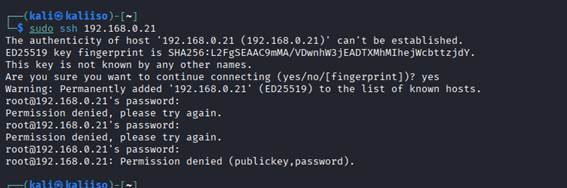 ┌──(kali㉿kaliiso)-[~]
└─$ sudo ssh 192.168.0.21
The authenticity of host '192.168.0.21 (192.168.0.21)' can't be established.
ED25519 key fingerprint is SHA256:L2FgSEAAC9mMA/VDwnhW3jEADTXMhMIhejWcbttzjdY.
This key is not known by any other names.
Are you sure you want to continue connecting (yes/no/[fingerprint])? yes
Warning: Permanently added '192.168.0.21' (ED25519) to the list of known hosts.
root@192.168.0.21's password:
Permission denied, please try again.
root@192.168.0.21's password:
Permission denied, please try again.
root@192.168.0.21's password:
root@192.168.0.21: Permission denied (publickey,password).
┌──(kali㉿kaliiso)-[~]